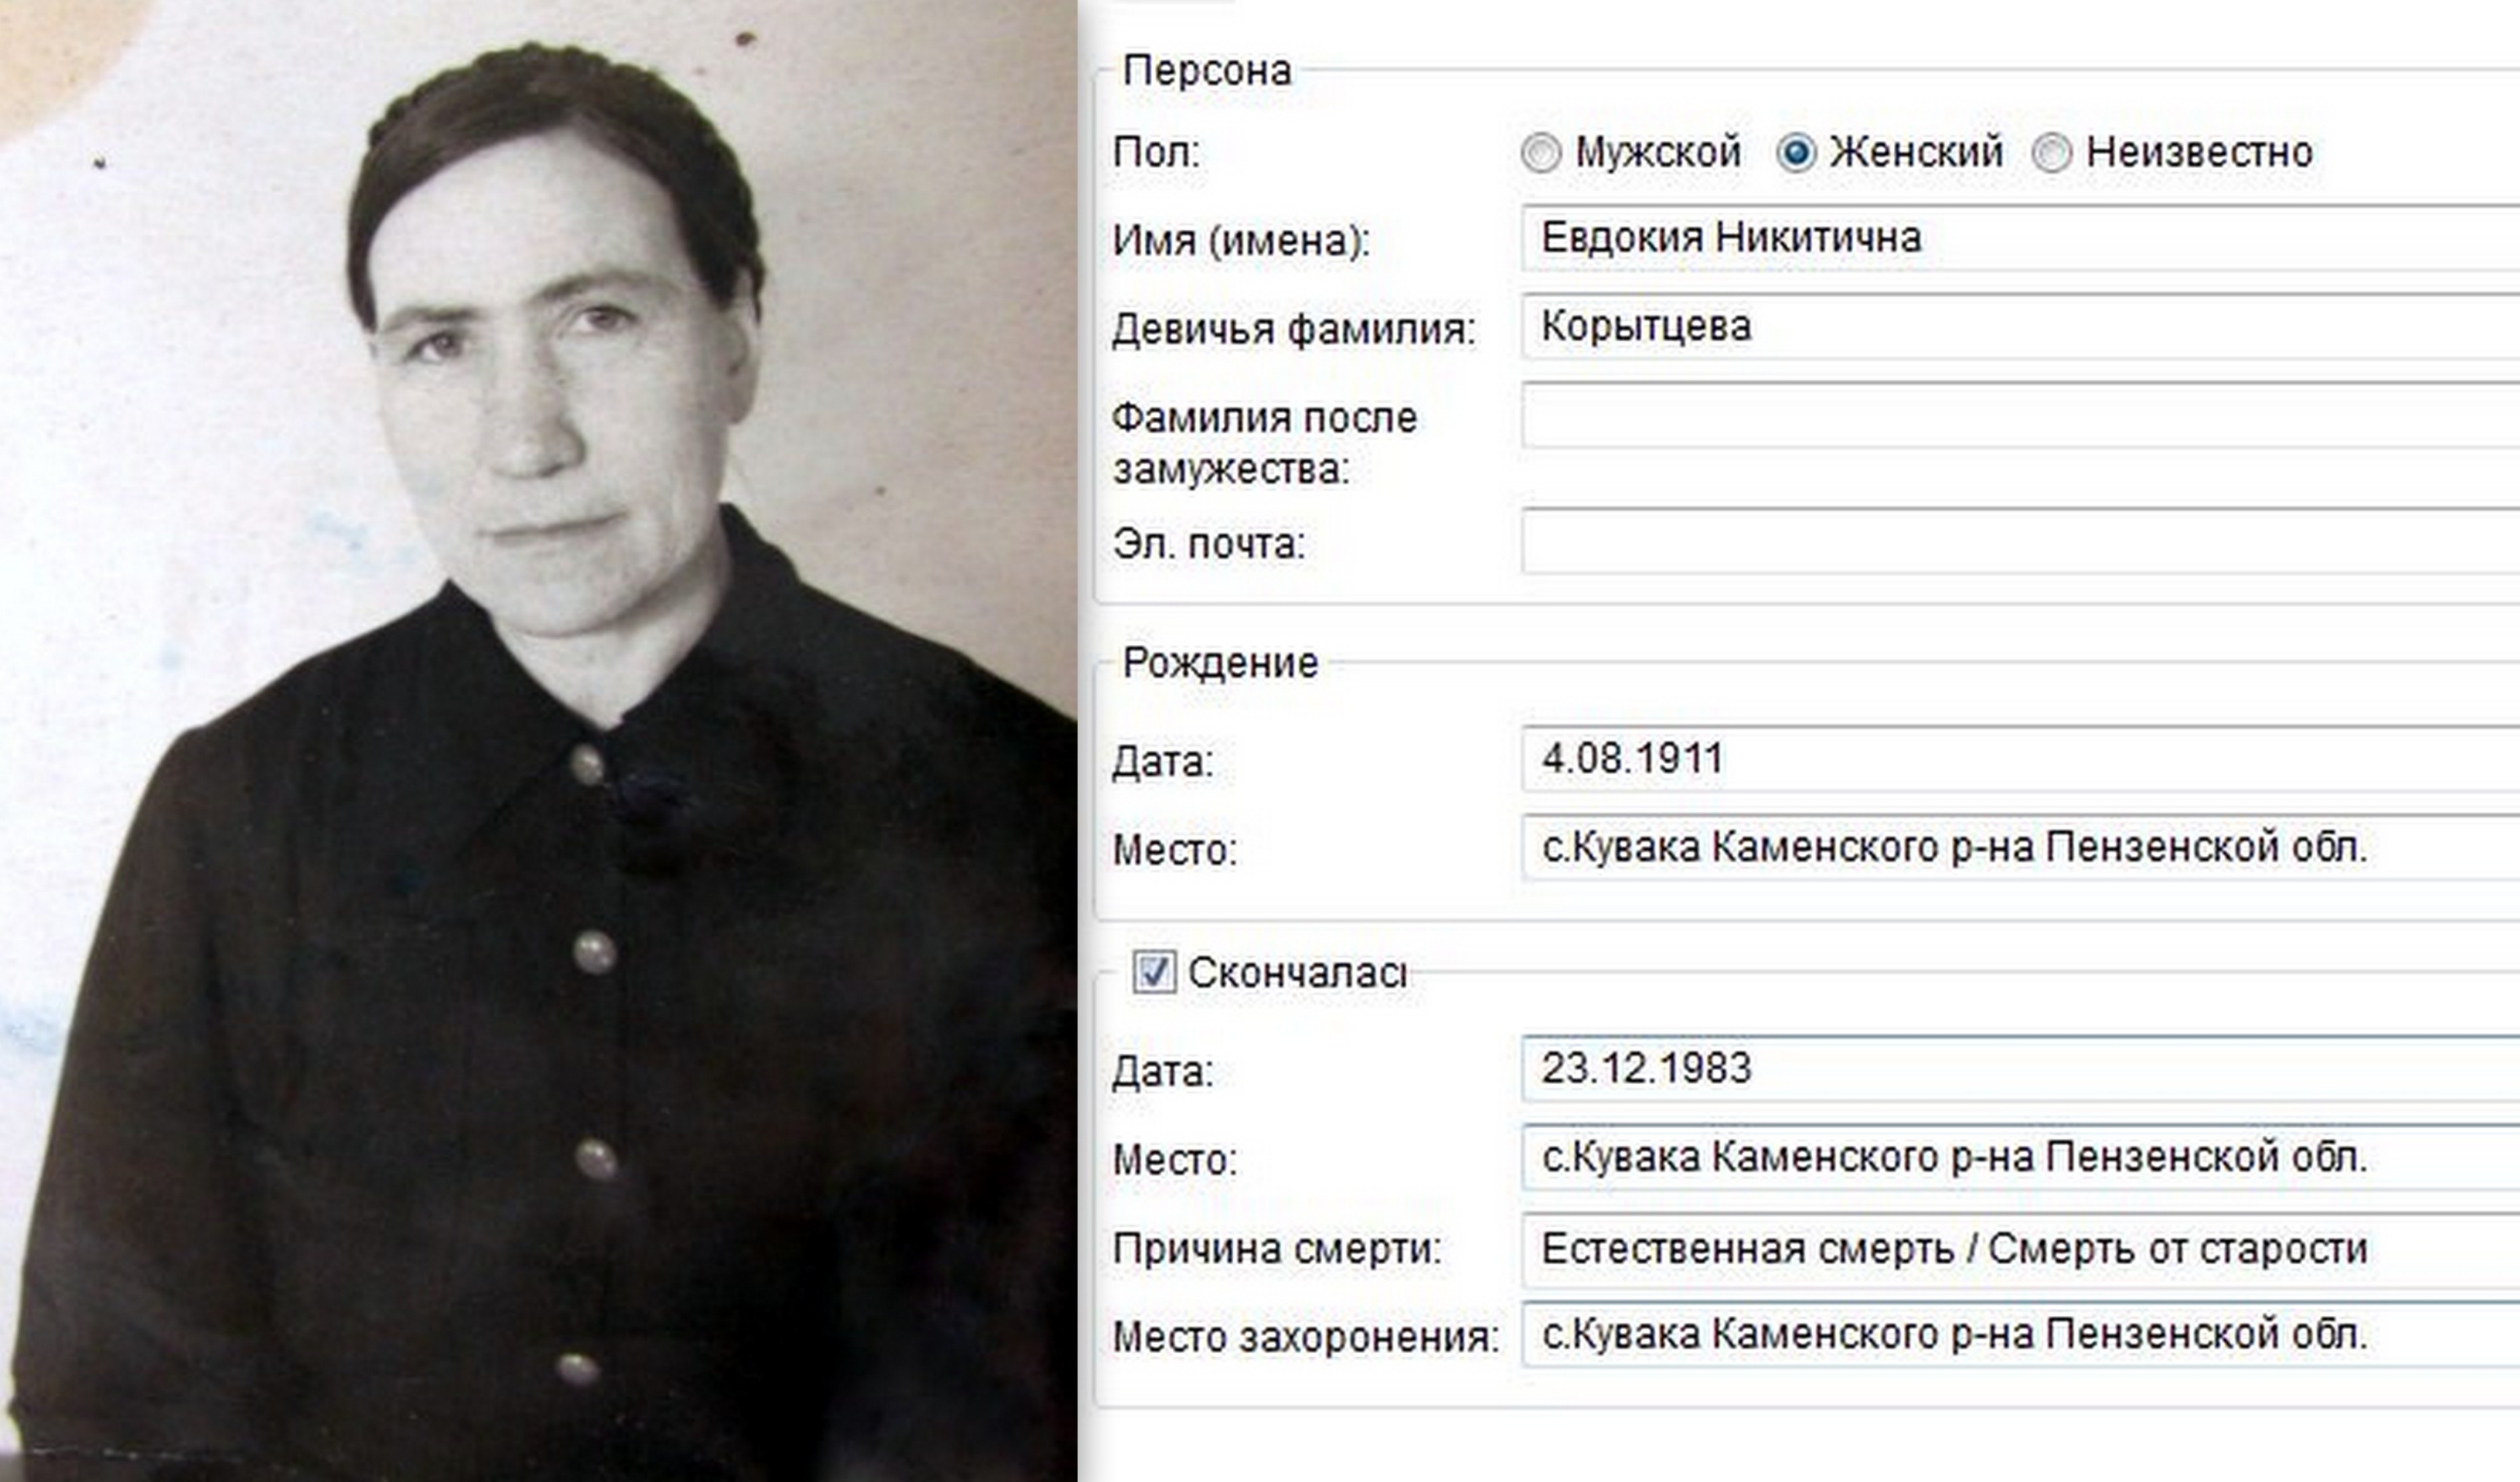 Персона
Пол: Мужской Женский Неизвестно
Имя (имена): Евдокия Никитична
Девичья фамилия: Корытцева
Фамилия после
замужества:
Эл. почта:
Рождение
Дата: 4.08.1911
Место: с.Кувака Каменского р-на Пензенской обл.
Скончалась
Дата: 23.12.1983
Место: с.Кувака Каменского р-на Пензенской обл.
Причина смерти: Естественная смерть / Смерть от старости
Место захоронения: с.Кувака Каменского р-на Пензенской обл.